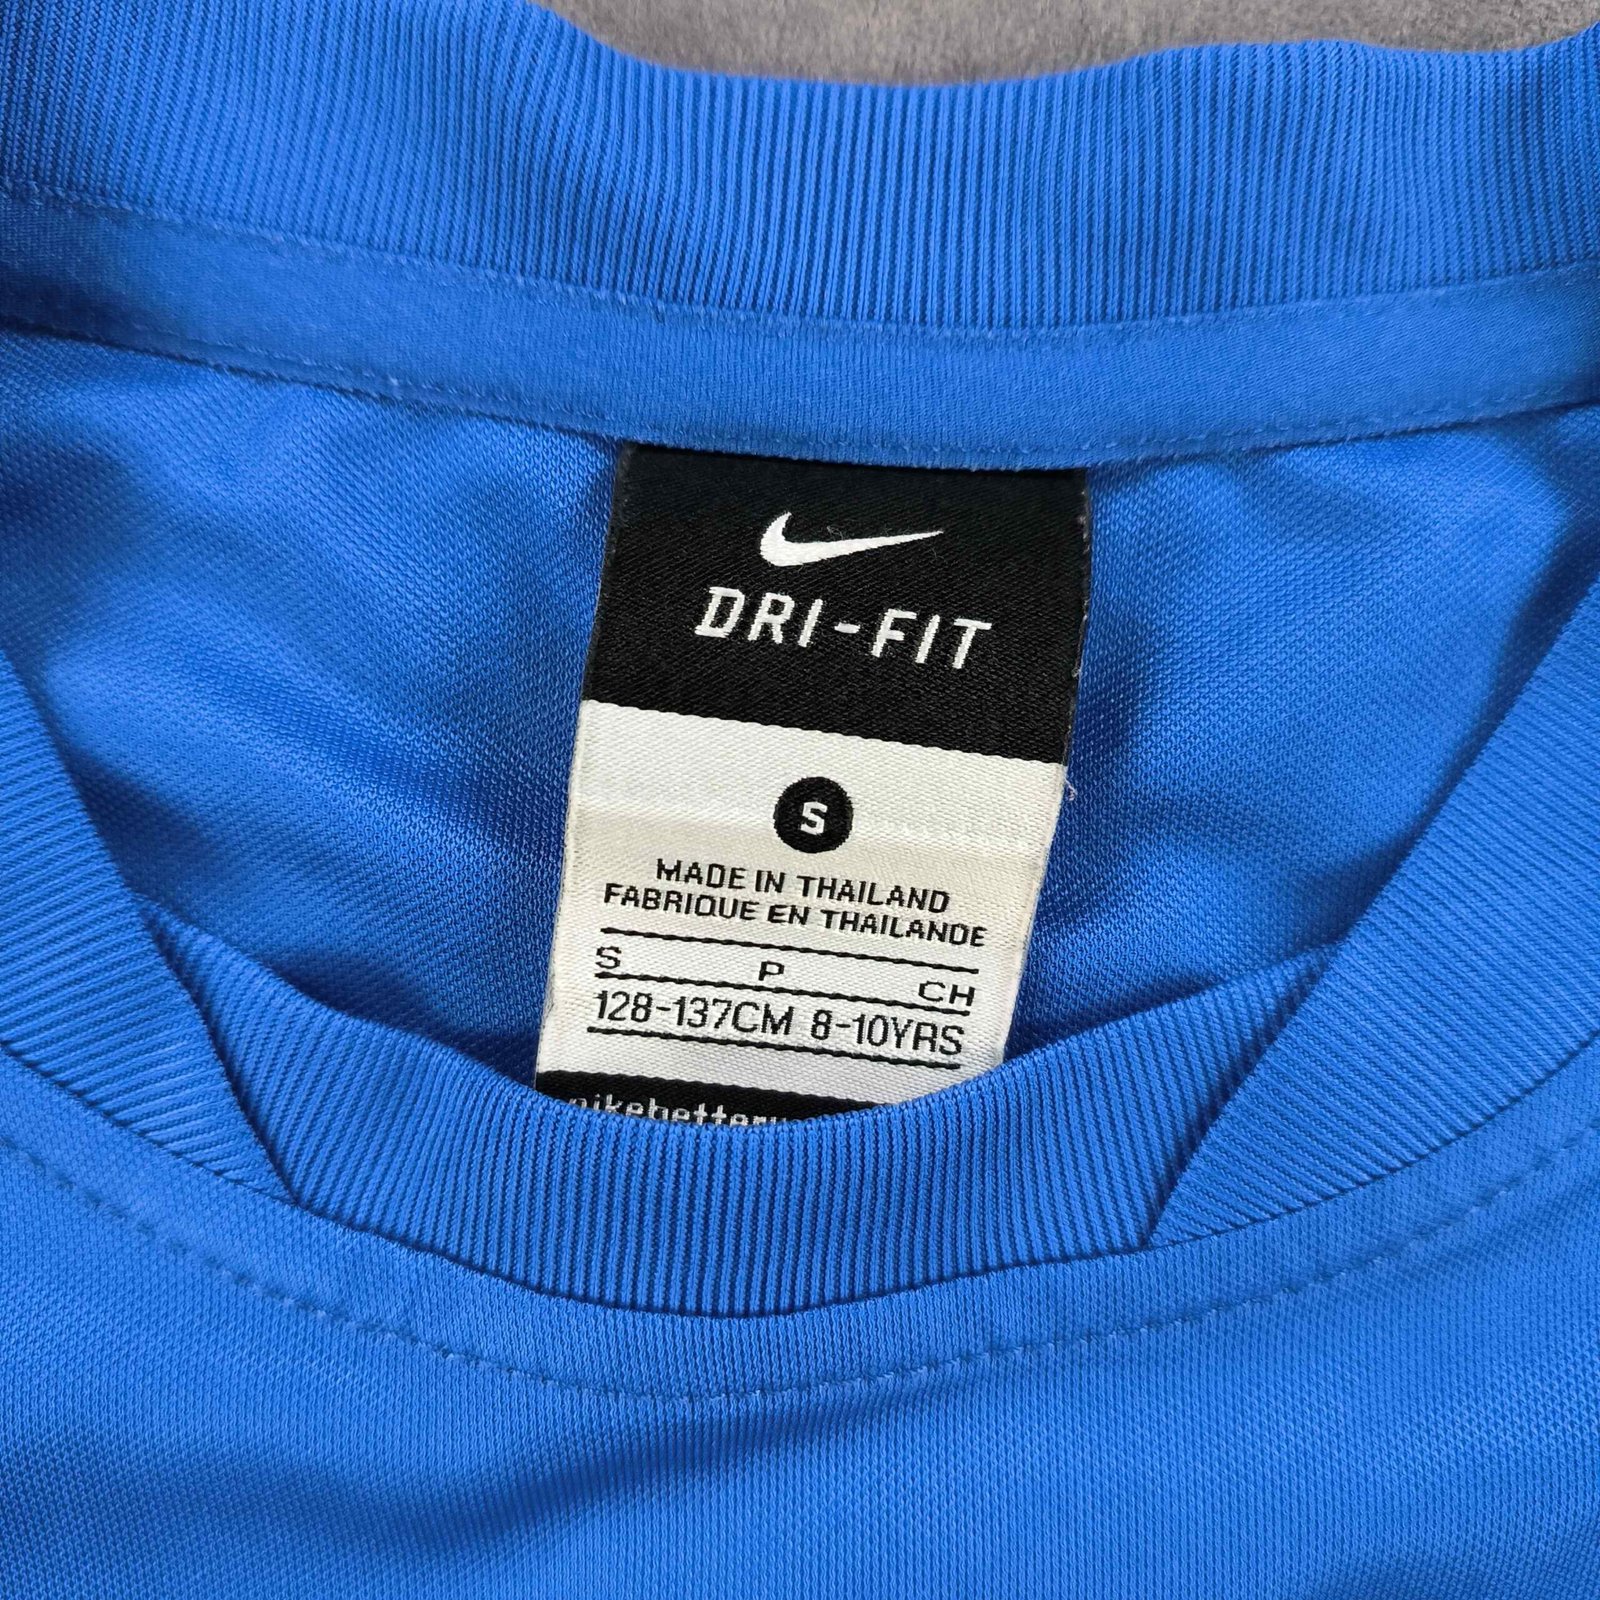 DRI-FIT
S
MADE IN THAILAND
FABRIQUE EN THAILANDE
S P CH
128-137CM 8-10YRS